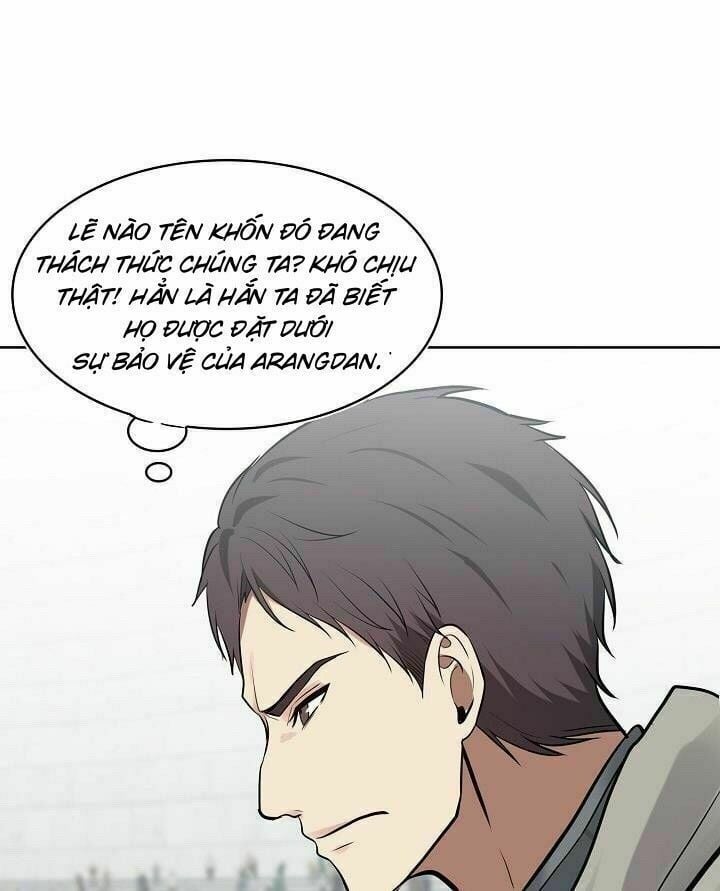 LẼ NÀO TÊN KHỐN ĐÓ ĐANG
THÁCH THỨC CHÚNG TA? KHÓ CHỊU
THẬT! HẲN LÀ HẮN TA ĐÃ BIẾT
HỌ ĐƯỢC ĐẶT DƯỚI
SỰ BẢO VỆ CỦA ARANGDAN.